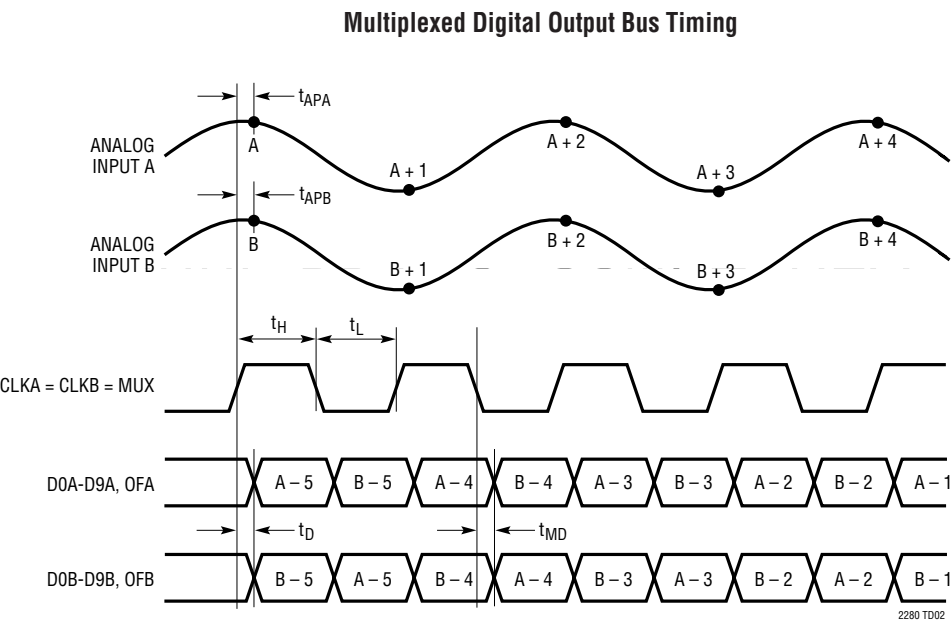 Multiplexed Digital Output Bus Timing
tAPA
ANALOG
INPUT A
A
A + 1
A + 2
A + 3
A + 4
tAPB
ANALOG
INPUT B
B
B + 1
B + 2
B + 3
B + 4
tH
tL
CLKA = CLKB = MUX
D0A-D9A, OFA
A – 5
B – 5
A – 4
B – 4
A – 3
B – 3
A – 2
B – 2
A – 1
tD
tMD
D0B-D9B, OFB
B – 5
A – 5
B – 4
A – 4
B – 3
A – 3
B – 2
A – 2
B – 1
2280 TD02